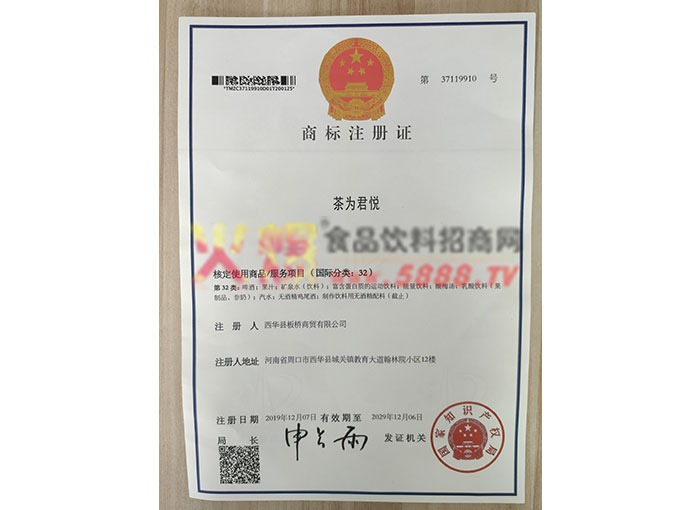 *TMZC37119910D01T200125*
第 37119910 号
商标注册证
茶为君悦
火爆®食品饮料招商网
www.5888.TV
核定使用商品/服务项目（国际分类：32）
第32类：啤酒；果汁；矿泉水（饮料）；富含蛋白质的运动饮料；能量饮料；酸梅汤；乳酸饮料（果
制品、非奶）；汽水；无酒精鸡尾酒；制作饮料用无酒精配料（截止）
注册人 西华县板桥商贸有限公司
注册人地址 河南省周口市西华县城关镇教育大道翰林院小区12楼
注册日期 2019年12月07日 有效期至 2029年12月06日
局长 申长雨 发证机关
国家知识产权局